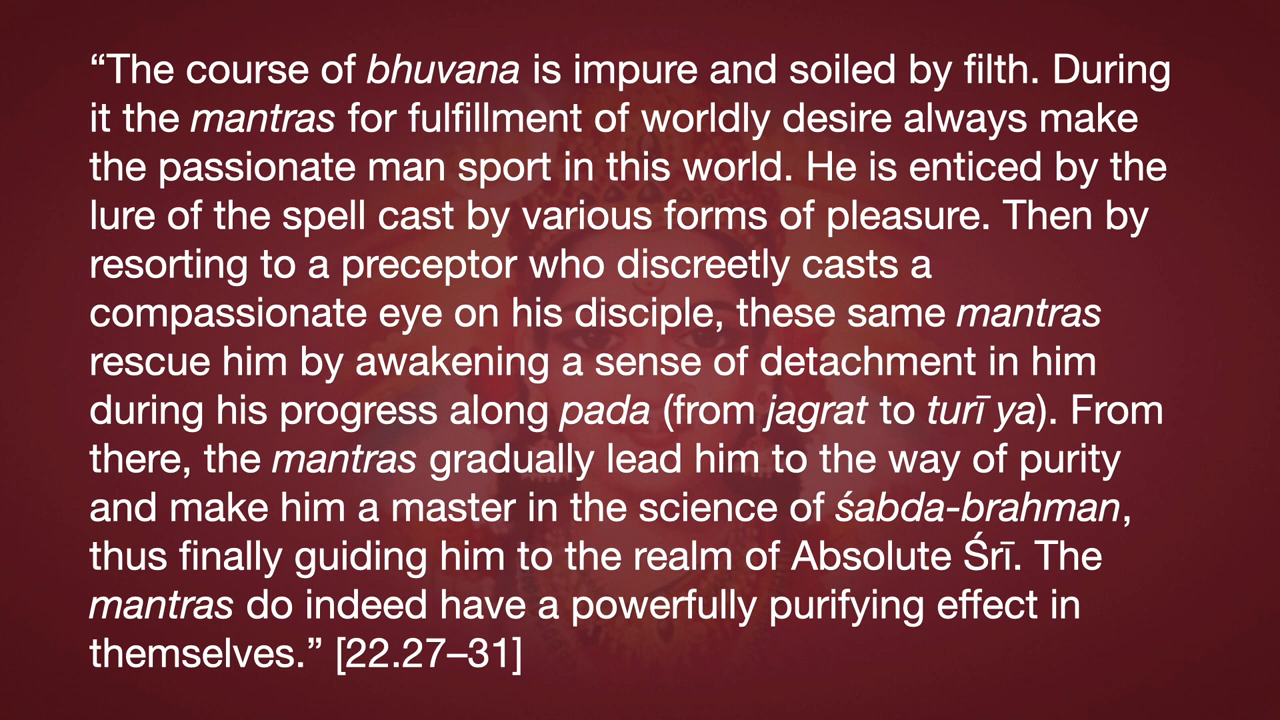 “The course of bhuvana is impure and soiled by filth. During
it the mantras for fulfillment of worldly desire always make
the passionate man sport in this world. He is enticed by the
lure of the spell cast by various forms of pleasure. Then by
resorting to a preceptor who discreetly casts a
compassionate eye on his disciple, these same mantras
rescue him by awakening a sense of detachment in him
during his progress along pada (from jagrat to turī ya). From
there, the mantras gradually lead him to the way of purity
and make him a master in the science of śabda-brahman,
thus finally guiding him to the realm of Absolute Śrī. The
mantras do indeed have a powerfully purifying effect in
themselves.” [22.27–31]